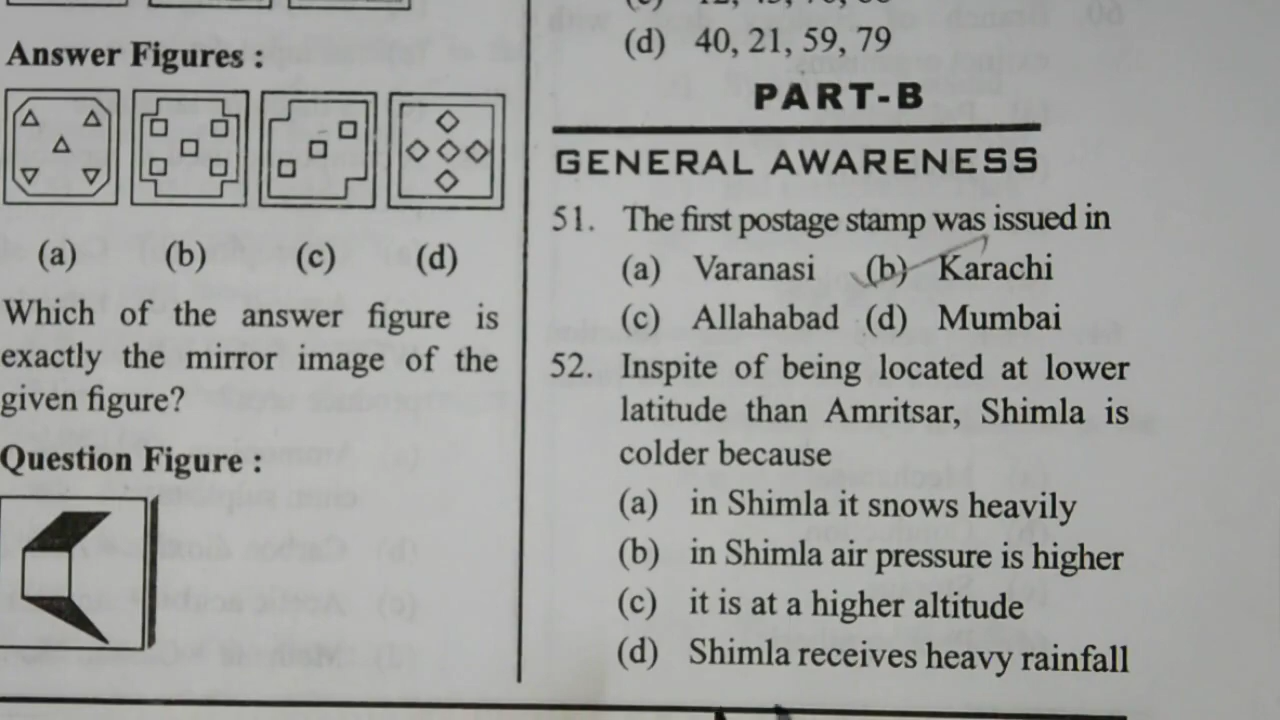 Answer Figures :
(a) (b) (c) (d)
Which of the answer figure is
exactly the mirror image of the
given figure?
Question Figure :
(d) 40, 21, 59, 79
PART-B
GENERAL AWARENESS
51. The first postage stamp was issued in
(a) Varanasi (b) Karachi
(c) Allahabad (d) Mumbai
52. Inspite of being located at lower
latitude than Amritsar, Shimla is
colder because
(a) in Shimla it snows heavily
(b) in Shimla air pressure is higher
(c) it is at a higher altitude
(d) Shimla receives heavy rainfall